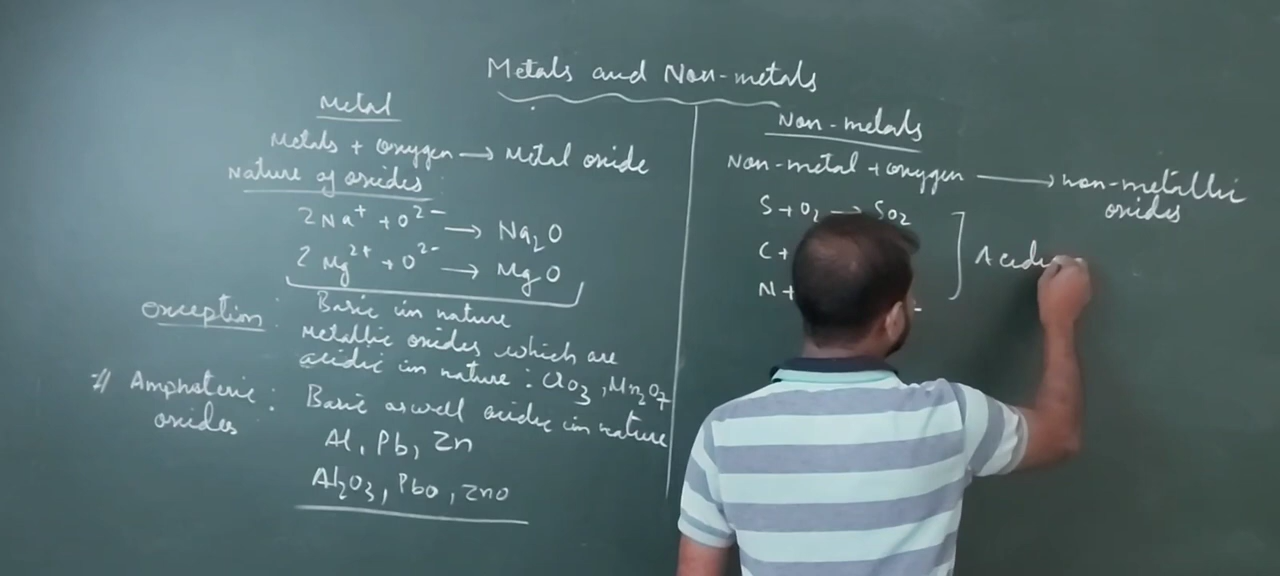 Metals and Non-metals
Metal
Metals + oxygen → Metal oxide
Nature of oxides:
2Na⁺ + O²⁻ → Na₂O
2Mg²⁺ + O²⁻ → MgO
Basic in nature
exception:
Metallic oxides which are
acidic in nature: CrO₃, Mn₂O₇
Amphoteric oxides:
Basic as well acidic in nature
Al, Pb, Zn
Al₂O₃, PbO, ZnO
Non-metals
Non-metal + oxygen → non-metallic
oxides
S + O₂ → SO₂
C +
N +
] Acidi